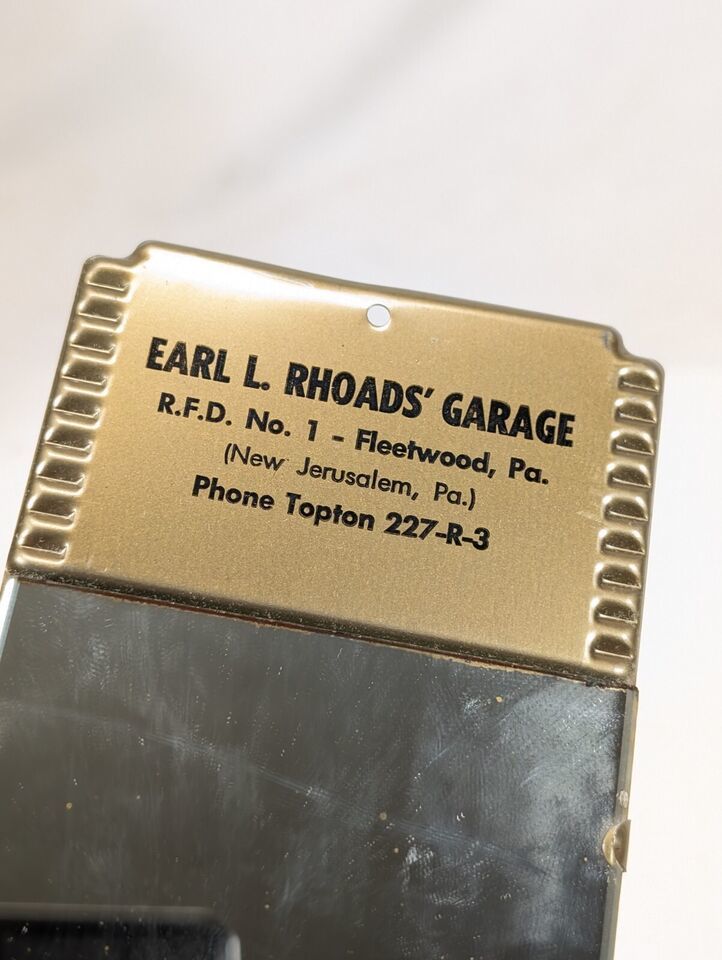 EARL L. RHOADS' GARAGE
R.F.D. No. 1 - Fleetwood, Pa.
(New Jerusalem, Pa.)
Phone Topton 227-R-3